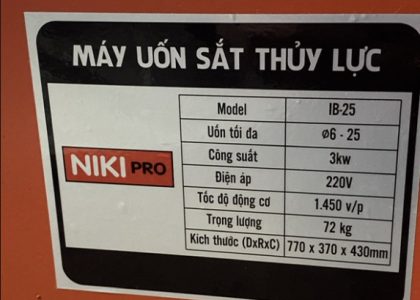 MÁY UỐN SẮT THỦY LỰC
NIKI PRO
Model IB-25
Uốn tối đa ø6 - 25
Công suất 3kw
Điện áp 220V
Tốc độ động cơ 1.450 v/p
Trọng lượng 72 kg
Kích thước (DxRxC) 770 x 370 x 430mm